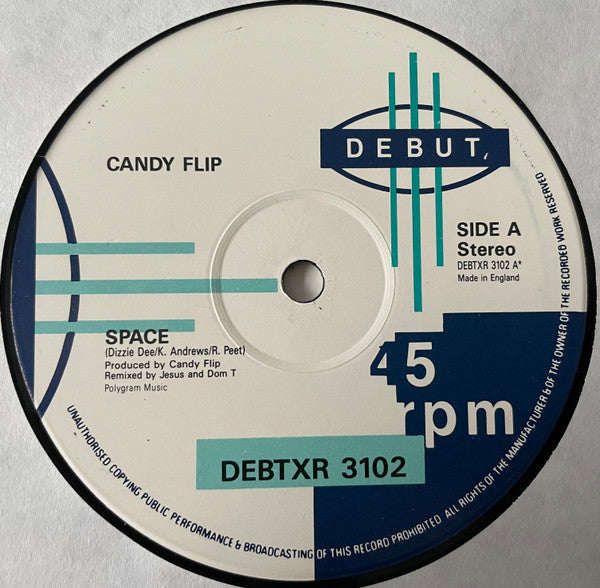 CANDY FLIP
DEBUT,
SIDE A
Stereo
DEBTXR 3102 A*
Made in England
SPACE
(Dizzie Dee/K. Andrews/R. Peet)
Produced by Candy Flip
Remixed by Jesus and Dom T
Polygram Music
45
rpm
DEBTXR 3102
UNAUTHORISED COPYING PUBLIC PERFORMANCE & BROADCASTING OF THIS RECORD PROHIBITED ALL RIGHTS OF THE MANUFACTURER & OF THE OWNER OF THE RECORDED WORK RESERVED